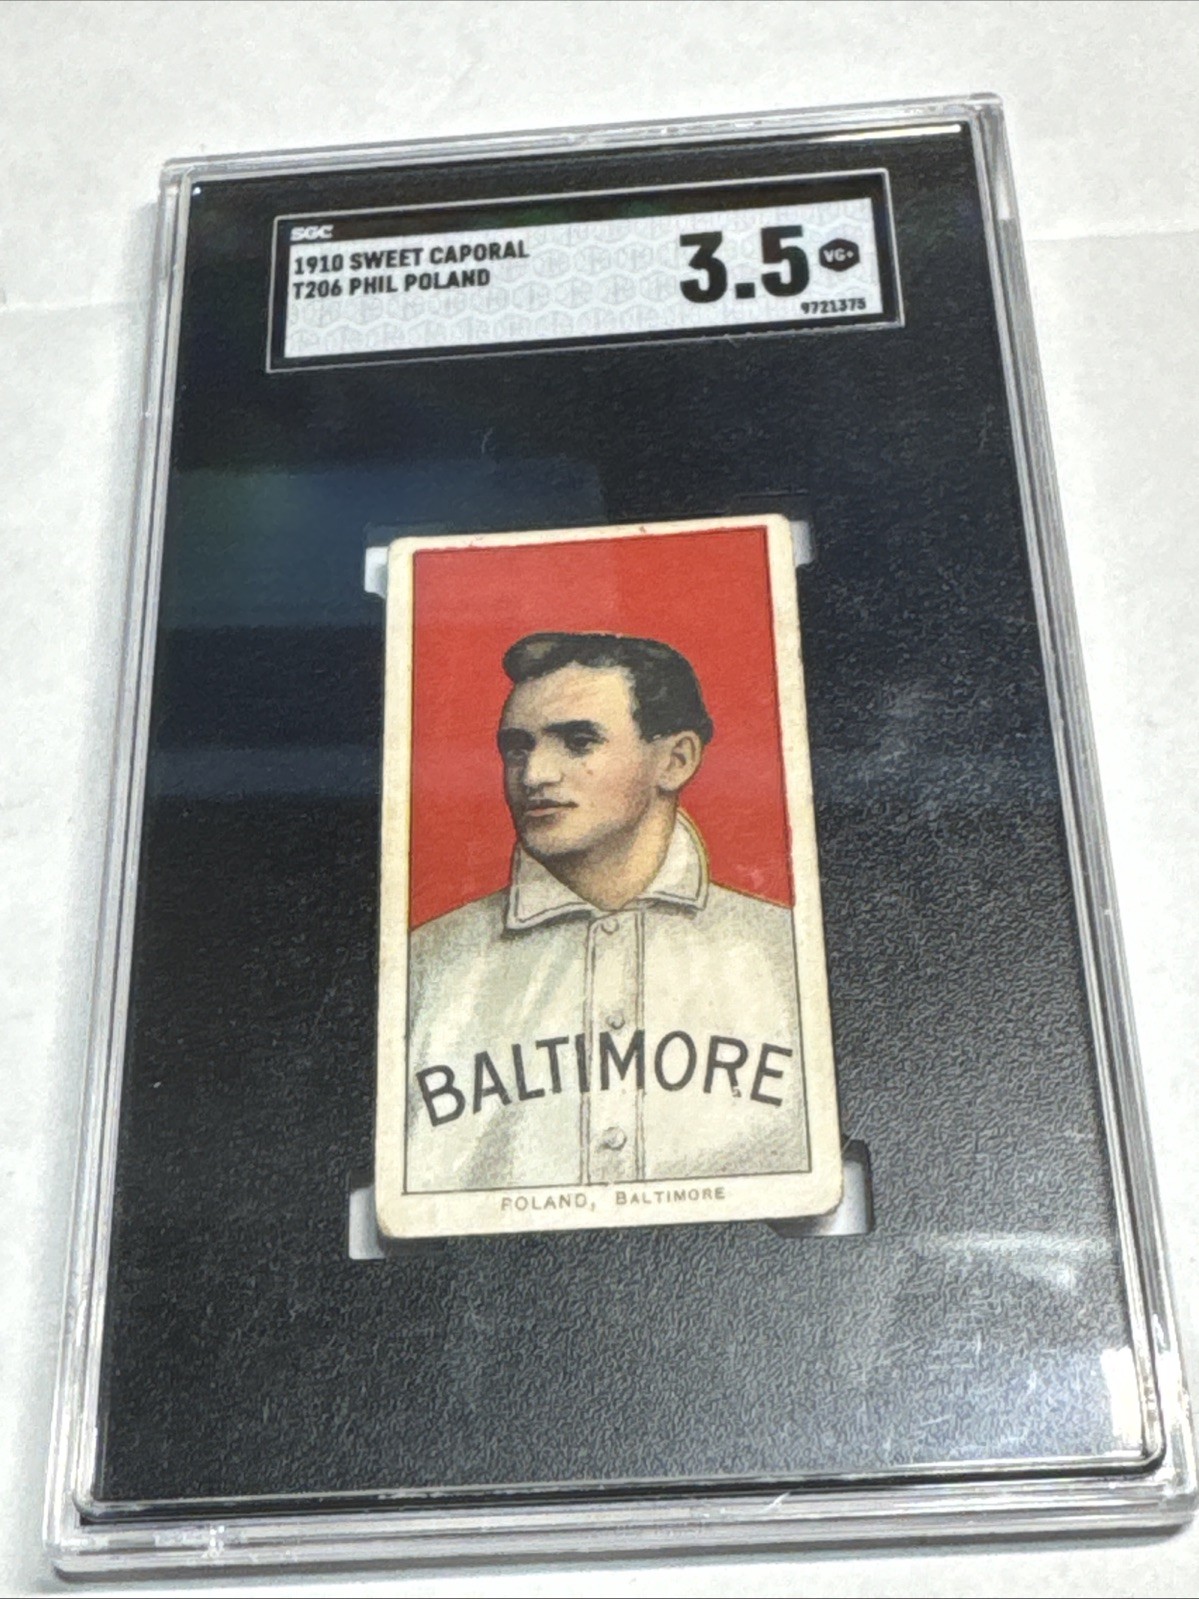 SGC
1910 SWEET CAPORAL
T206 PHIL POLAND
3.5 VG+
9721375
BALTIMORE
POLAND, BALTIMORE